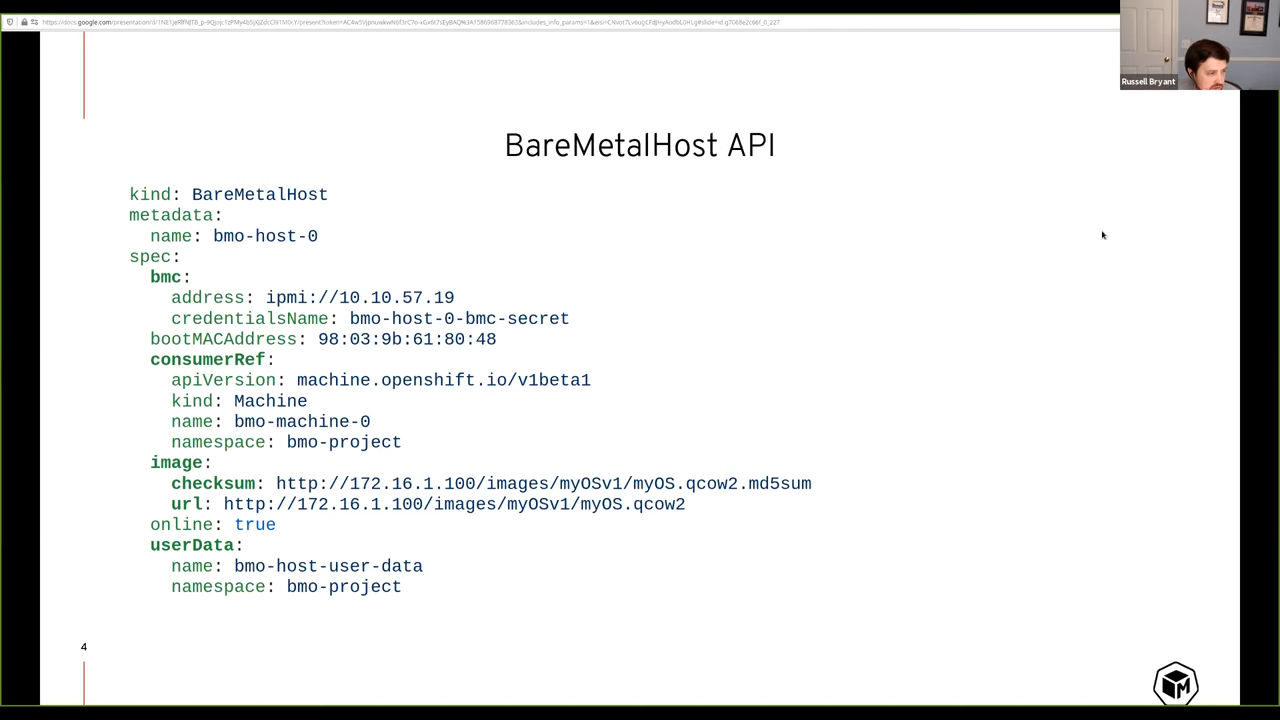 Russell Bryant
BareMetalHost API
kind: BareMetalHost
metadata:
name: bmo-host-0
spec:
bmc:
address: ipmi://10.10.57.19
credentialsName: bmo-host-0-bmc-secret
bootMACAddress: 98:03:9b:61:80:48
consumerRef:
apiVersion: machine.openshift.io/v1beta1
kind: Machine
name: bmo-machine-0
namespace: bmo-project
image:
checksum: http://172.16.1.100/images/myOSv1/myOS.qcow2.md5sum
url: http://172.16.1.100/images/myOSv1/myOS.qcow2
online: true
userData:
name: bmo-host-user-data
namespace: bmo-project
4
M